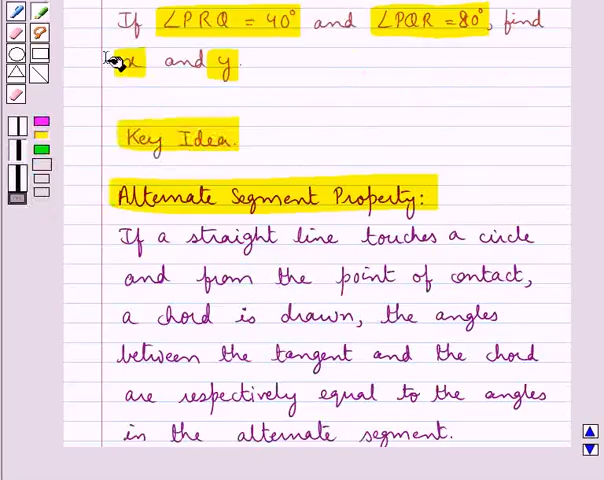 If ∠PRQ = 40° and ∠PQR = 80°, find
x and y.
Key Idea.
Alternate Segment Property:
If a straight line touches a circle
and from the point of contact,
a chord is drawn, the angles
between the tangent and the chord
are respectively equal to the angles
in the alternate segment.